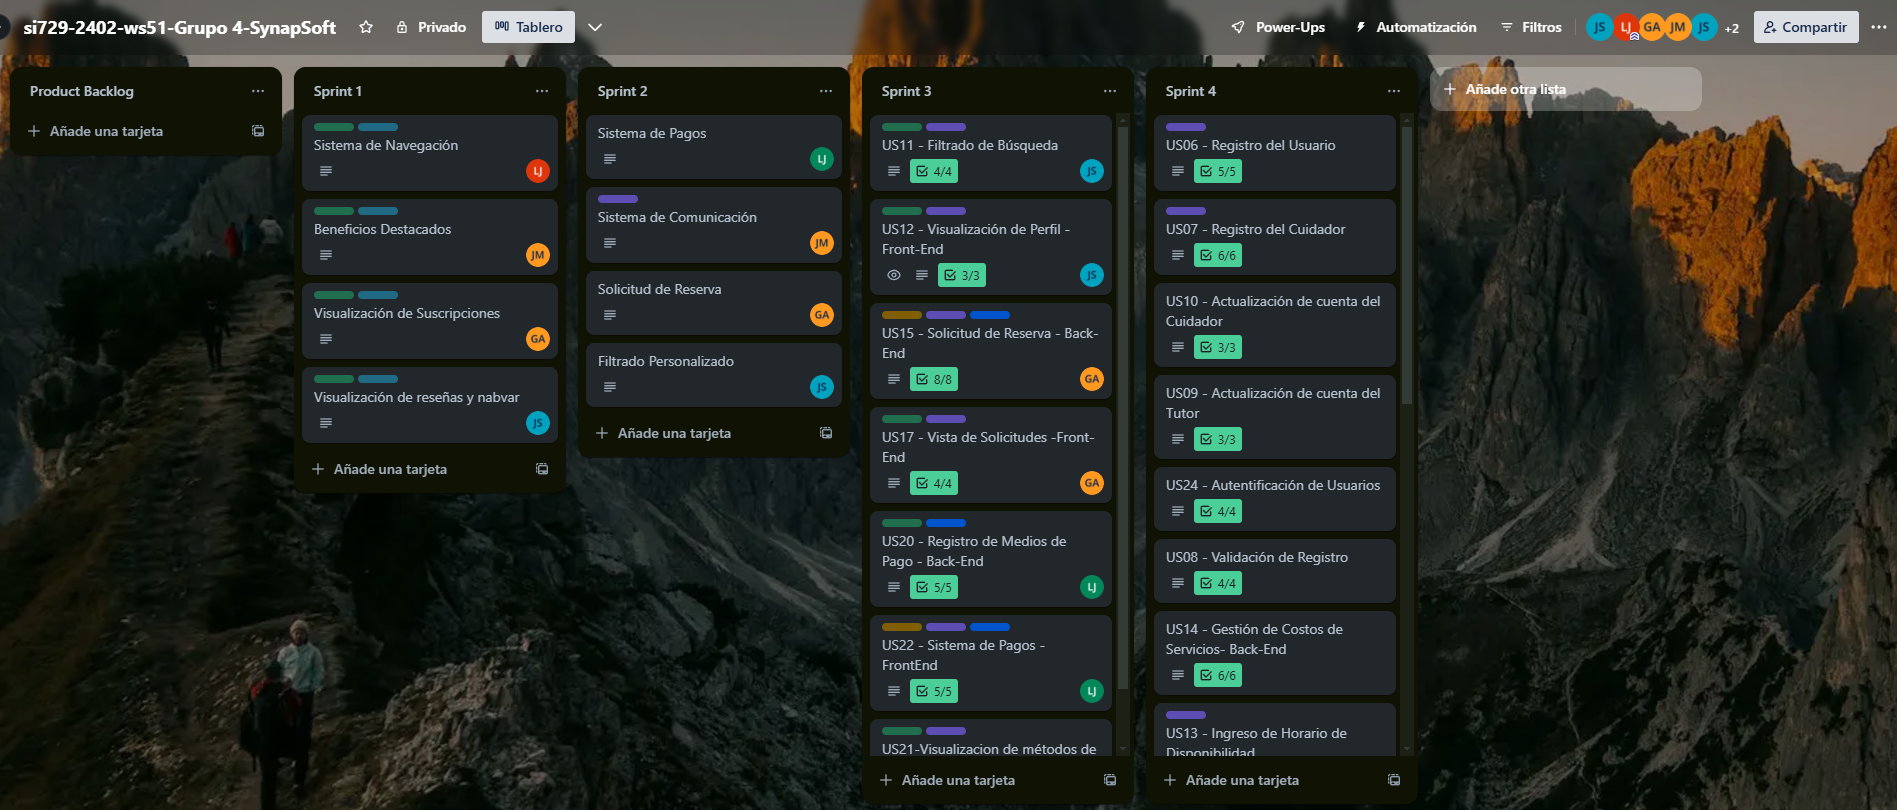 si729-2402-ws51-Grupo 4-SynapSoft
Privado
Tablero
Power-Ups
Automatización
Filtros
JS
LJ
GA
JM
JS
+2
Compartir
Product Backlog
Añade una tarjeta
Sprint 1
Sistema de Navegación
LJ
Beneficios Destacados
JM
Visualización de Suscripciones
GA
Visualización de reseñas y nabvar
JS
Añade una tarjeta
Sprint 2
Sistema de Pagos
LJ
Sistema de Comunicación
JM
Solicitud de Reserva
GA
Filtrado Personalizado
JS
Añade una tarjeta
Sprint 3
US11 - Filtrado de Búsqueda
4/4
JS
US12 - Visualización de Perfil -
Front-End
3/3
JS
US15 - Solicitud de Reserva - Back-
End
8/8
GA
US17 - Vista de Solicitudes -Front-
End
4/4
GA
US20 - Registro de Medios de
Pago - Back-End
5/5
LJ
US22 - Sistema de Pagos -
FrontEnd
5/5
LJ
US21-Visualizacion de métodos de
Añade una tarjeta
Sprint 4
US06 - Registro del Usuario
5/5
US07 - Registro del Cuidador
6/6
US10 - Actualización de cuenta del
Cuidador
3/3
US09 - Actualización de cuenta del
Tutor
3/3
US24 - Autentificación de Usuarios
4/4
US08 - Validación de Registro
4/4
US14 - Gestión de Costos de
Servicios- Back-End
6/6
US13 - Ingreso de Horario de
Disponibilidad
Añade una tarjeta
Añade otra lista